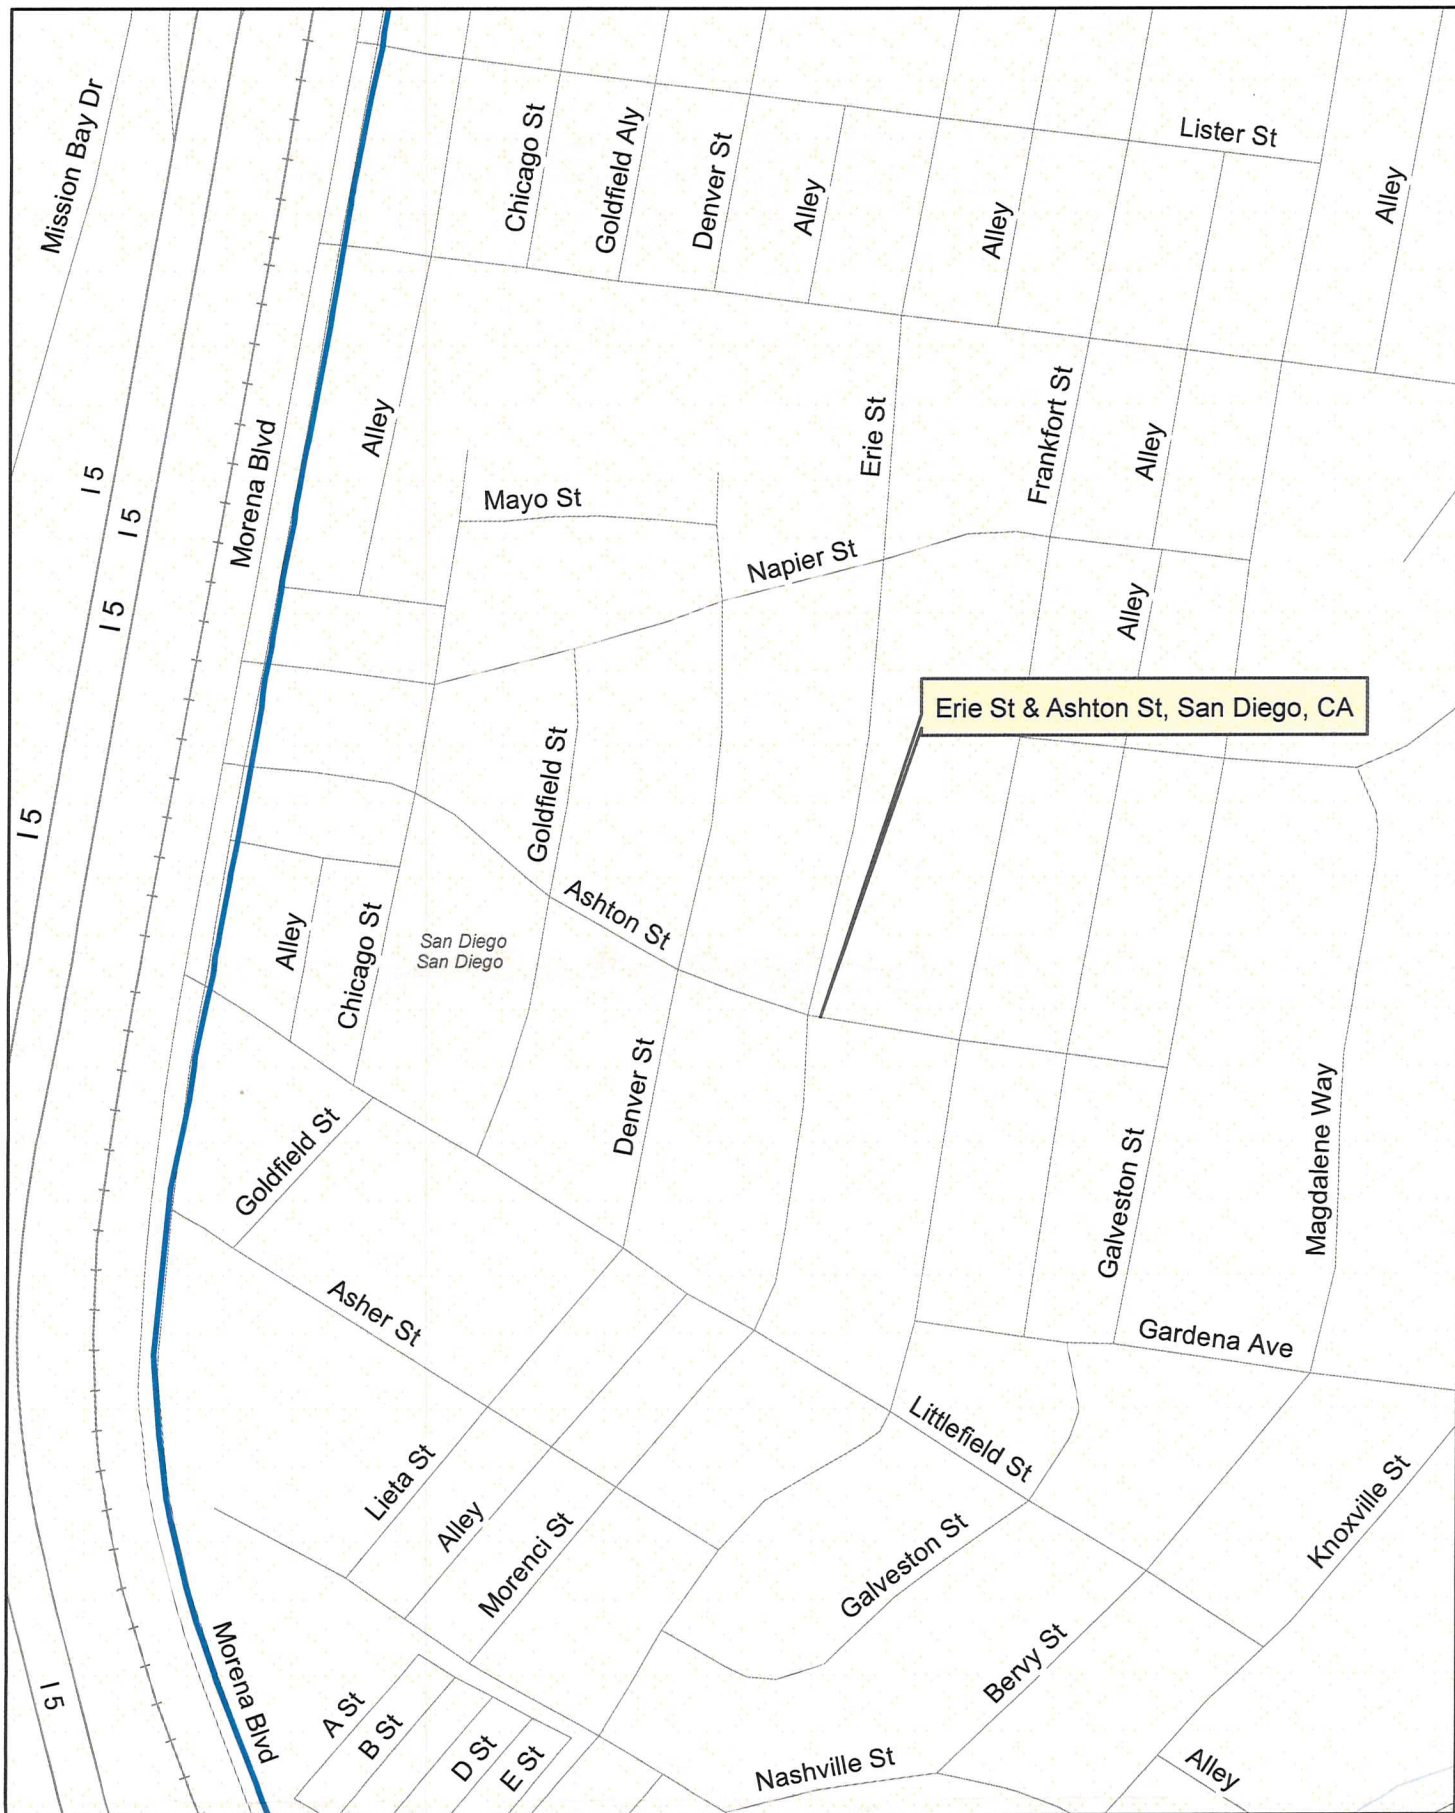 Mission Bay Dr
Chicago St
Goldfield Aly
Denver St
Alley
Alley
Lister St
Alley
Alley
Morena Blvd
I 5
I 5
I 5
Mayo St
Erie St
Frankfort St
Alley
Napier St
Alley
Erie St & Ashton St, San Diego, CA
Goldfield St
I 5
Ashton St
Alley
Chicago St
San Diego
San Diego
Denver St
Goldfield St
Galveston St
Magdalene Way
Asher St
Gardena Ave
Littlefield St
Lieta St
Alley
Morenci St
Galveston St
Knoxville St
Bervy St
Morena Blvd
I 5
A St
B St
D St
E St
Nashville St
Alley